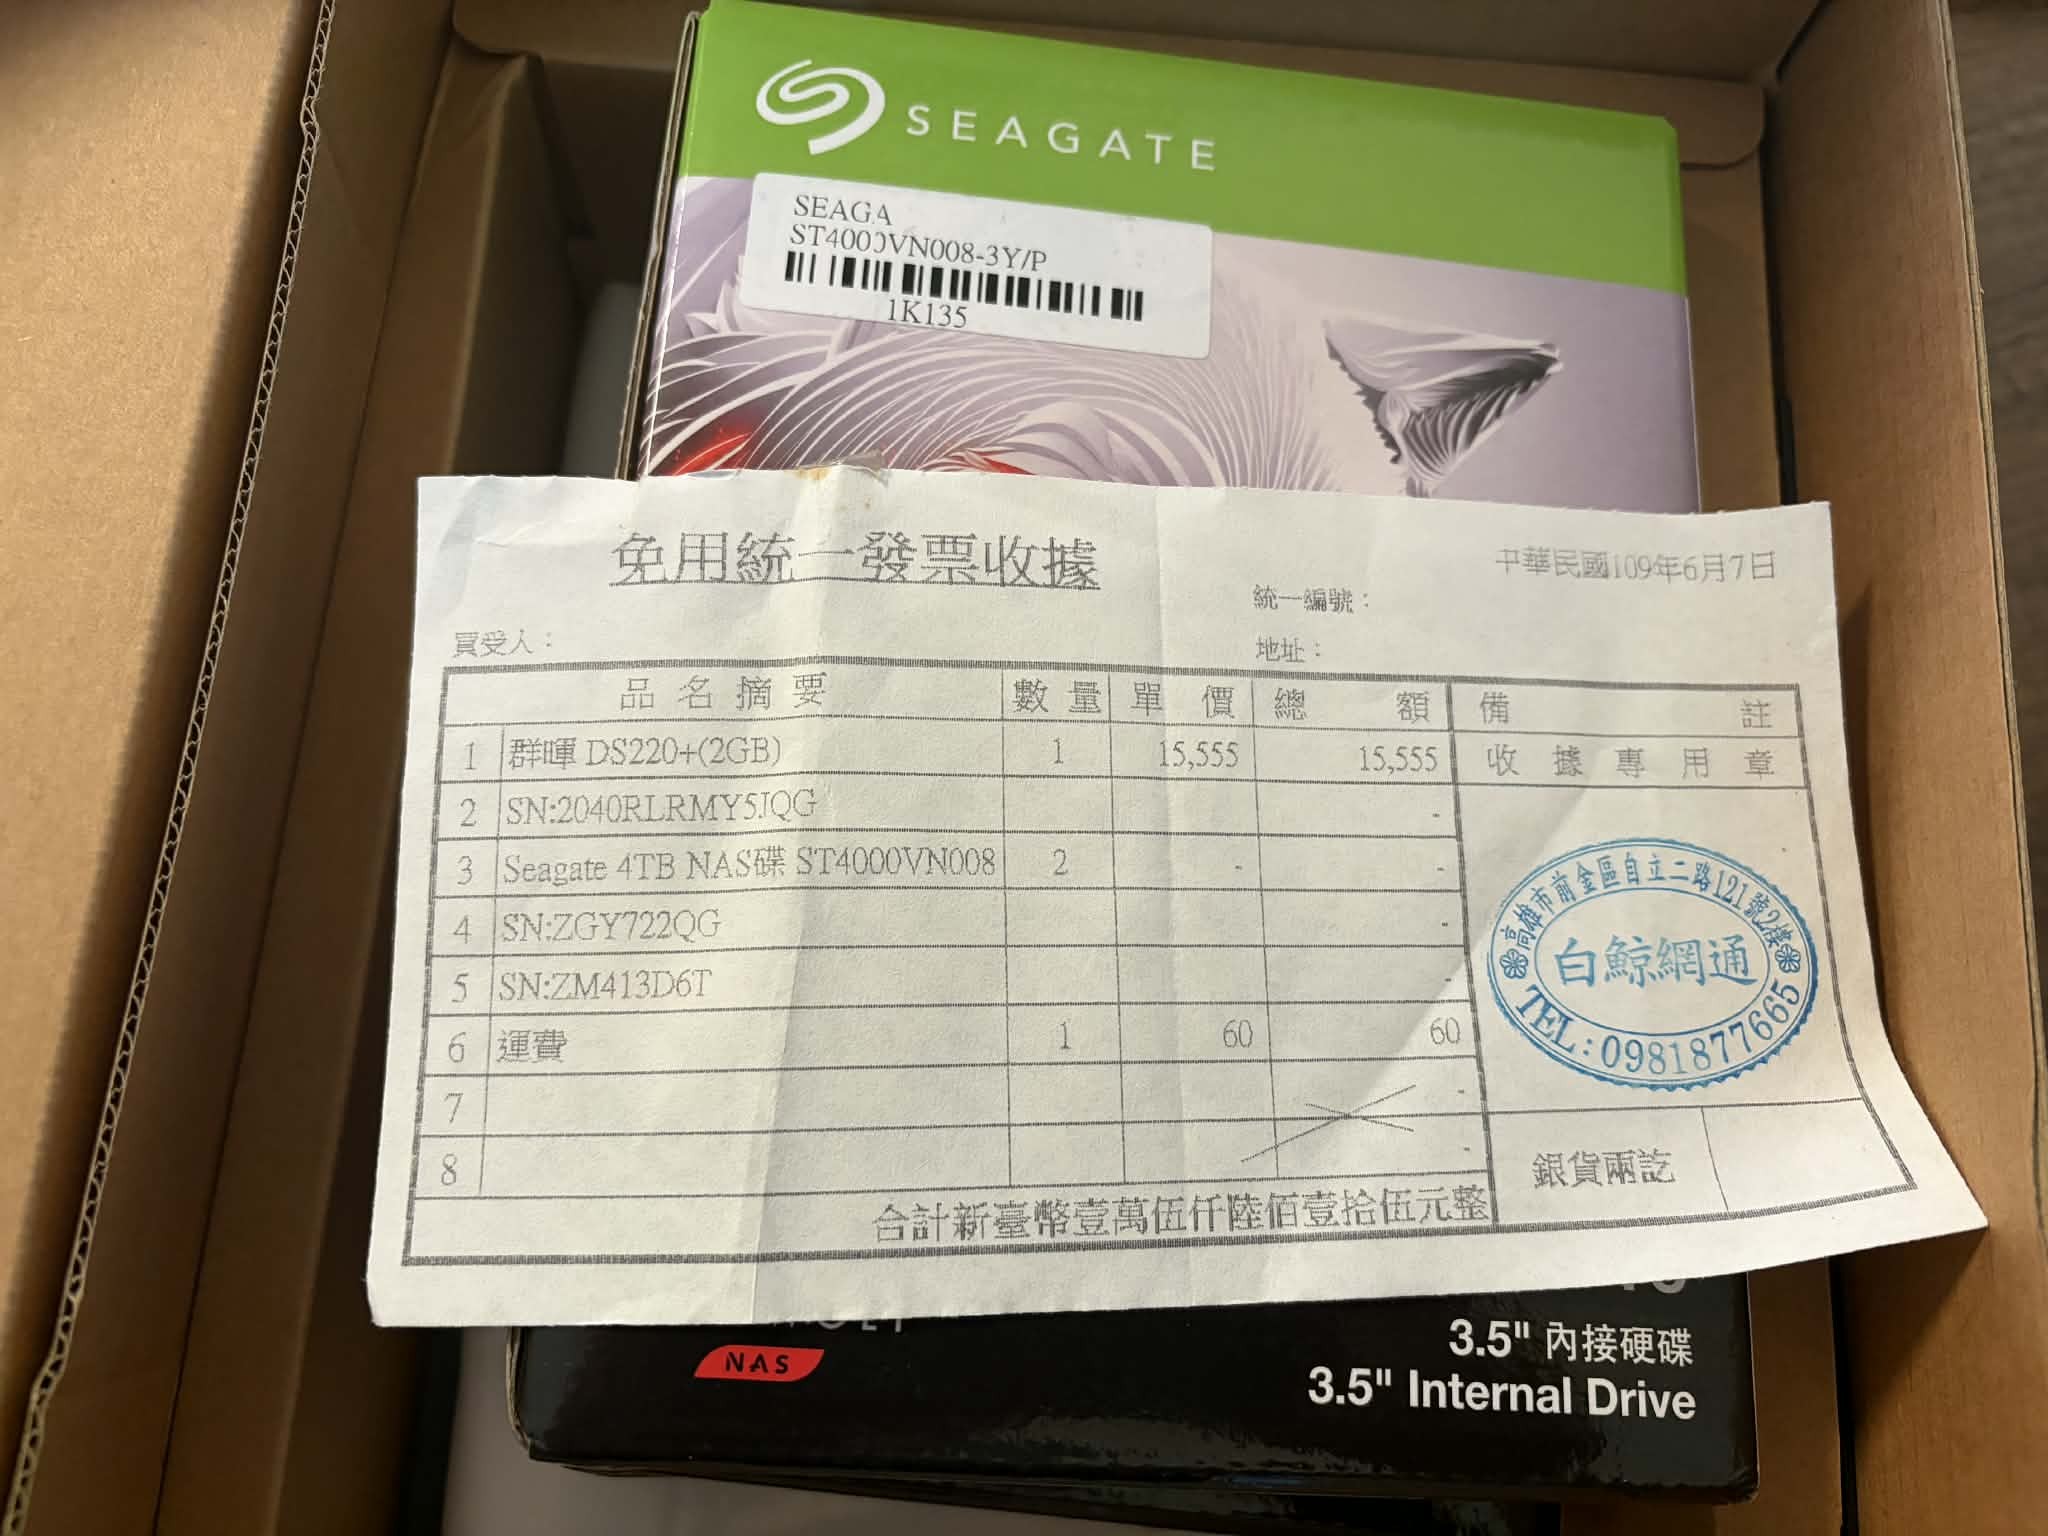 SEAGATE
SEAGA
ST4000VN008-3Y/P
1K135
免用統一發票收據
中華民國109年6月7日
統一編號：
買受人：
地址：
品名摘要 數量 單價 總額 備註
1 群暉 DS220+(2GB) 1 15,555 15,555 收據專用章
2 SN:2040RLRMY5JQG -
3 Seagate 4TB NAS碟 ST4000VN008 2 - -
4 SN:ZGY722QG -
5 SN:ZM413D6T -
6 運費 1 60 60
7 -
8 -
高雄市前金區自立二路121號2樓
白鯨網通
TEL:0981877665
銀貨兩訖
合計新臺幣壹萬伍仟陸佰壹拾伍元整
NAS
3.5" 內接硬碟
3.5" Internal Drive